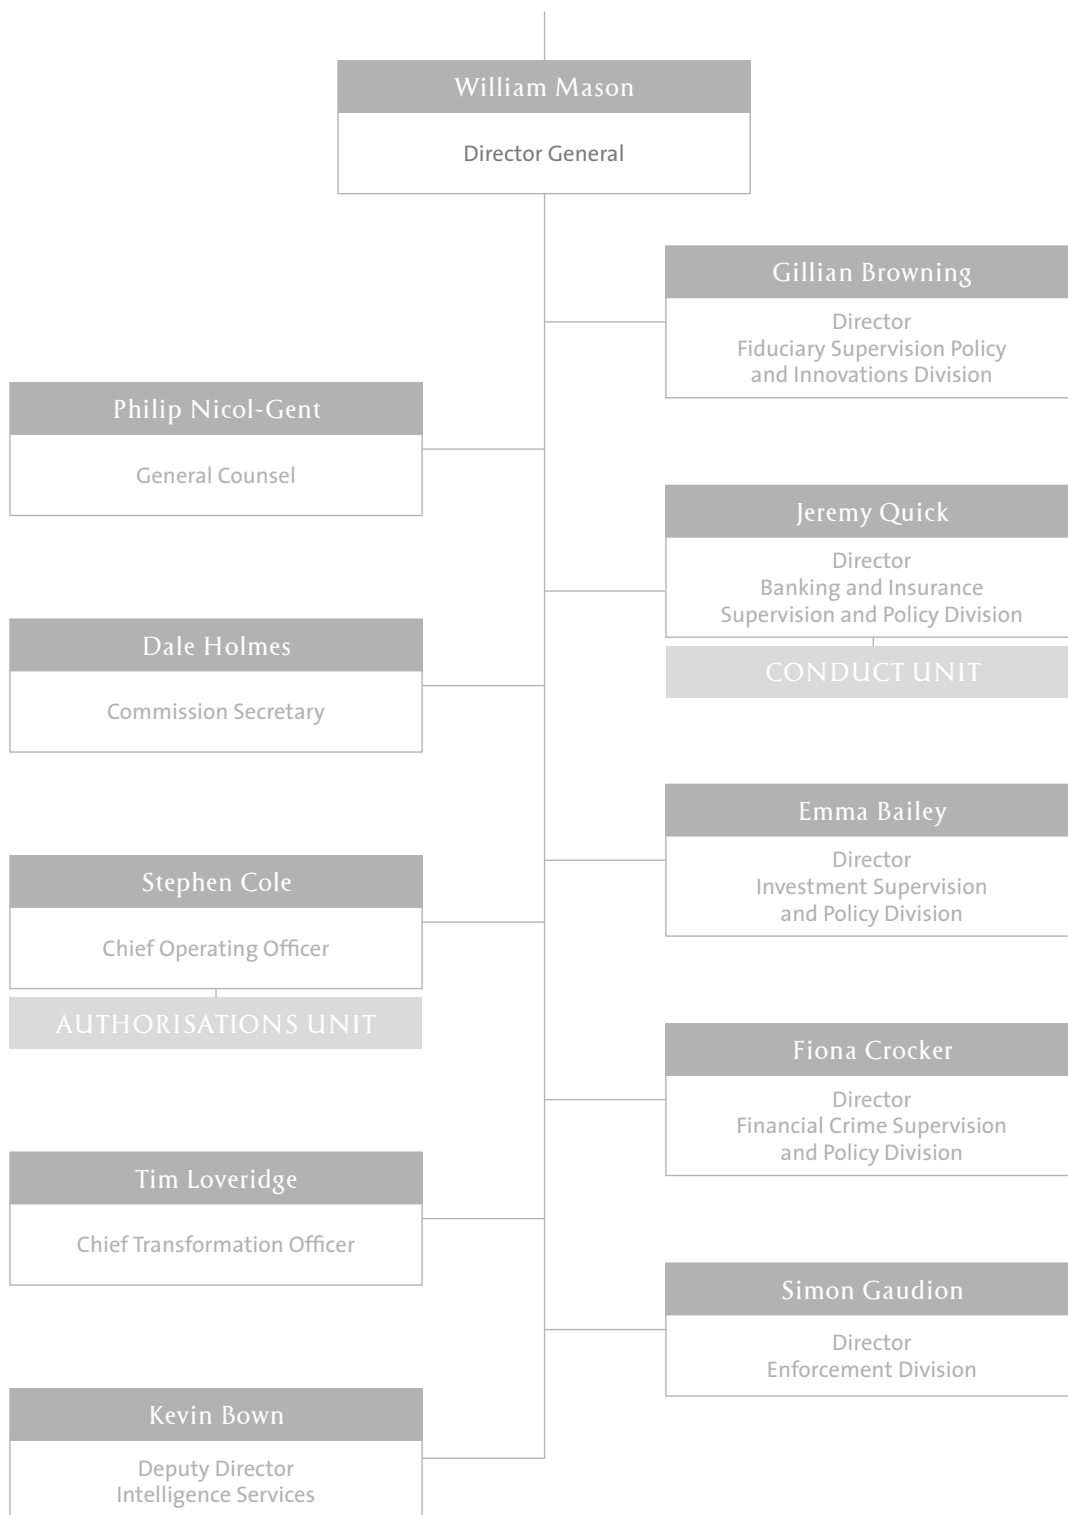 William Mason
Director General
Gillian Browning
Director
Fiduciary Supervision Policy
and Innovations Division
Philip Nicol-Gent
General Counsel
Jeremy Quick
Director
Banking and Insurance
Supervision and Policy Division
CONDUCT UNIT
Dale Holmes
Commission Secretary
Emma Bailey
Director
Investment Supervision
and Policy Division
Stephen Cole
Chief Operating Officer
AUTHORISATIONS UNIT
Fiona Crocker
Director
Financial Crime Supervision
and Policy Division
Tim Loveridge
Chief Transformation Officer
Simon Gaudion
Director
Enforcement Division
Kevin Bown
Deputy Director
Intelligence Services